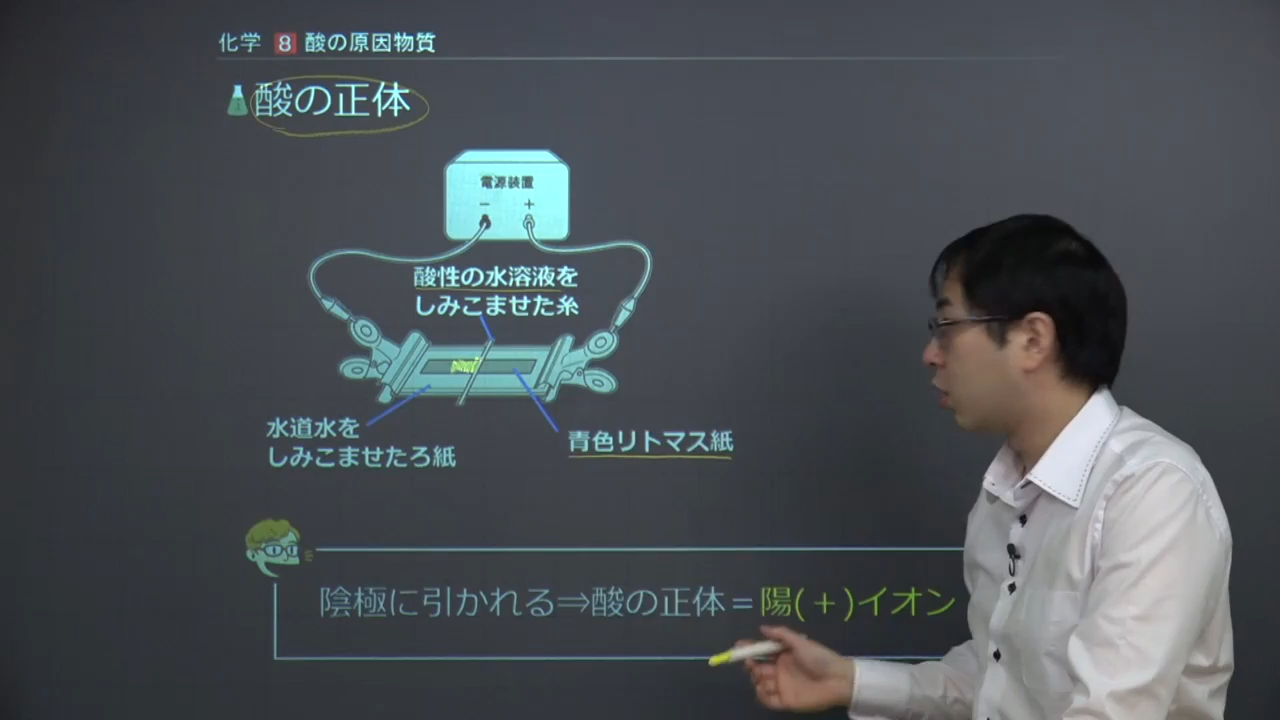 化学 8 酸の原因物質
酸の正体
電源装置
− +
酸性の水溶液を
しみこませた糸
水道水を
しみこませたろ紙
青色リトマス紙
陰極に引かれる⇒酸の正体=陽(+)イオン